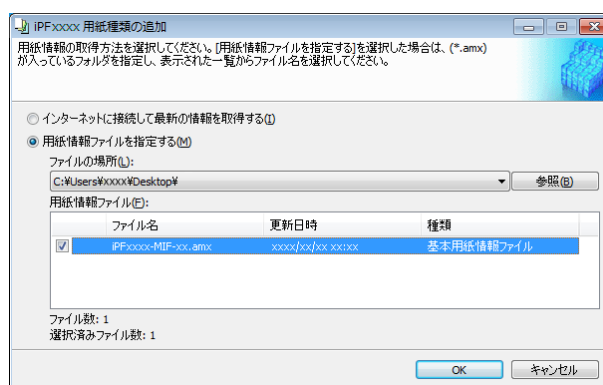 iPFxxxx 用紙種類の追加
用紙情報の取得方法を選択してください。[用紙情報ファイルを指定する]を選択した場合は、(*.amx)
が入っているフォルダを指定し、表示された一覧からファイル名を選択してください。
インターネットに接続して最新の情報を取得する(I)
用紙情報ファイルを指定する(M)
ファイルの場所(L):
C:¥Users¥xxxx¥Desktop¥
参照(B)
用紙情報ファイル(F):
ファイル名 更新日時 種類
iPFxxxx-MIF-xx.amx xxxx/xx/xx xx:xx 基本用紙情報ファイル
ファイル数: 1
選択済みファイル数: 1
OK キャンセル